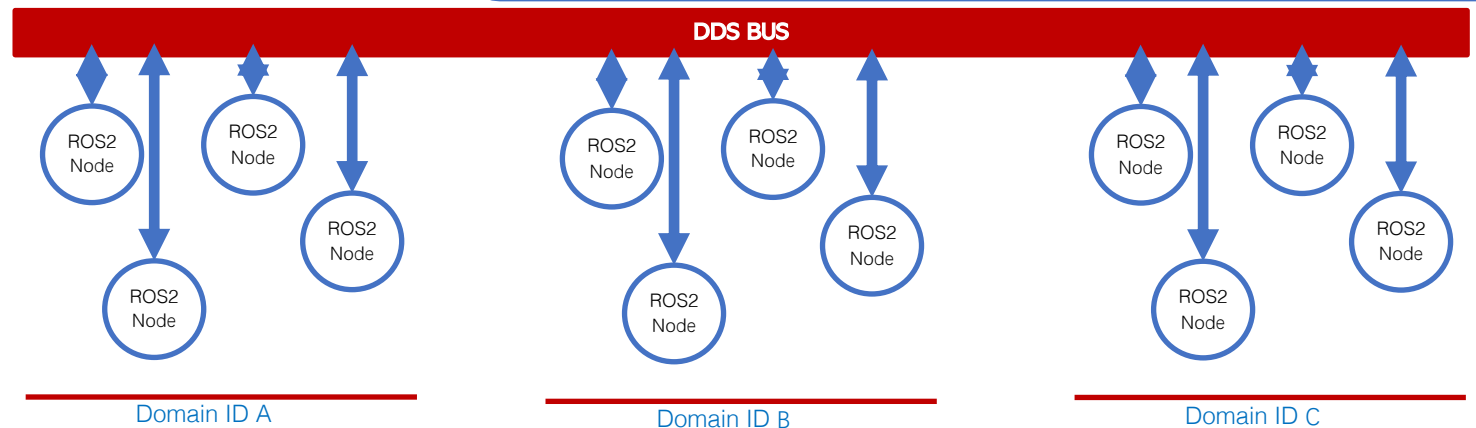 DDS BUS
ROS2
Node
ROS2
Node
ROS2
Node
ROS2
Node
Domain ID A
ROS2
Node
ROS2
Node
ROS2
Node
ROS2
Node
Domain ID B
ROS2
Node
ROS2
Node
ROS2
Node
ROS2
Node
Domain ID C